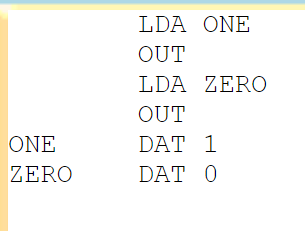 LDA ONE
OUT
LDA ZERO
OUT
ONE DAT 1
ZERO DAT 0